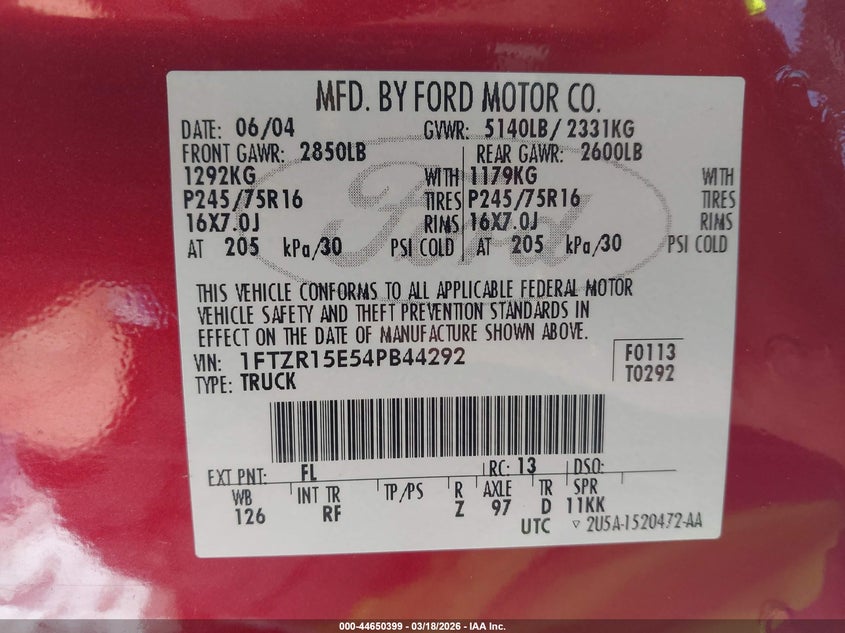 MFD. BY FORD MOTOR CO.
DATE: 06/04 GVWR: 5140LB/2331KG
FRONT GAWR: 2850LB REAR GAWR: 2600LB
1292KG WITH 1179KG WITH
P245/75R16 TIRES P245/75R16 TIRES
16X7.0J RIMS 16X7.0J RIMS
AT 205 kPa/30 PSI COLD AT 205 kPa/30 PSI COLD
Ford
THIS VEHICLE CONFORMS TO ALL APPLICABLE FEDERAL MOTOR
VEHICLE SAFETY AND THEFT PREVENTION STANDARDS IN
EFFECT ON THE DATE OF MANUFACTURE SHOWN ABOVE.
VIN: 1FTZR15E54PB44292 F0113
TYPE: TRUCK T0292
EXT PNT: FL RC: 13 DSO:
WB INT TR TP/PS R AXLE TR SPR
126 RF Z 97 D 11KK
UTC 2U5A-1520472-AA
000-44650399 - 03/18/2026 - IAA Inc.